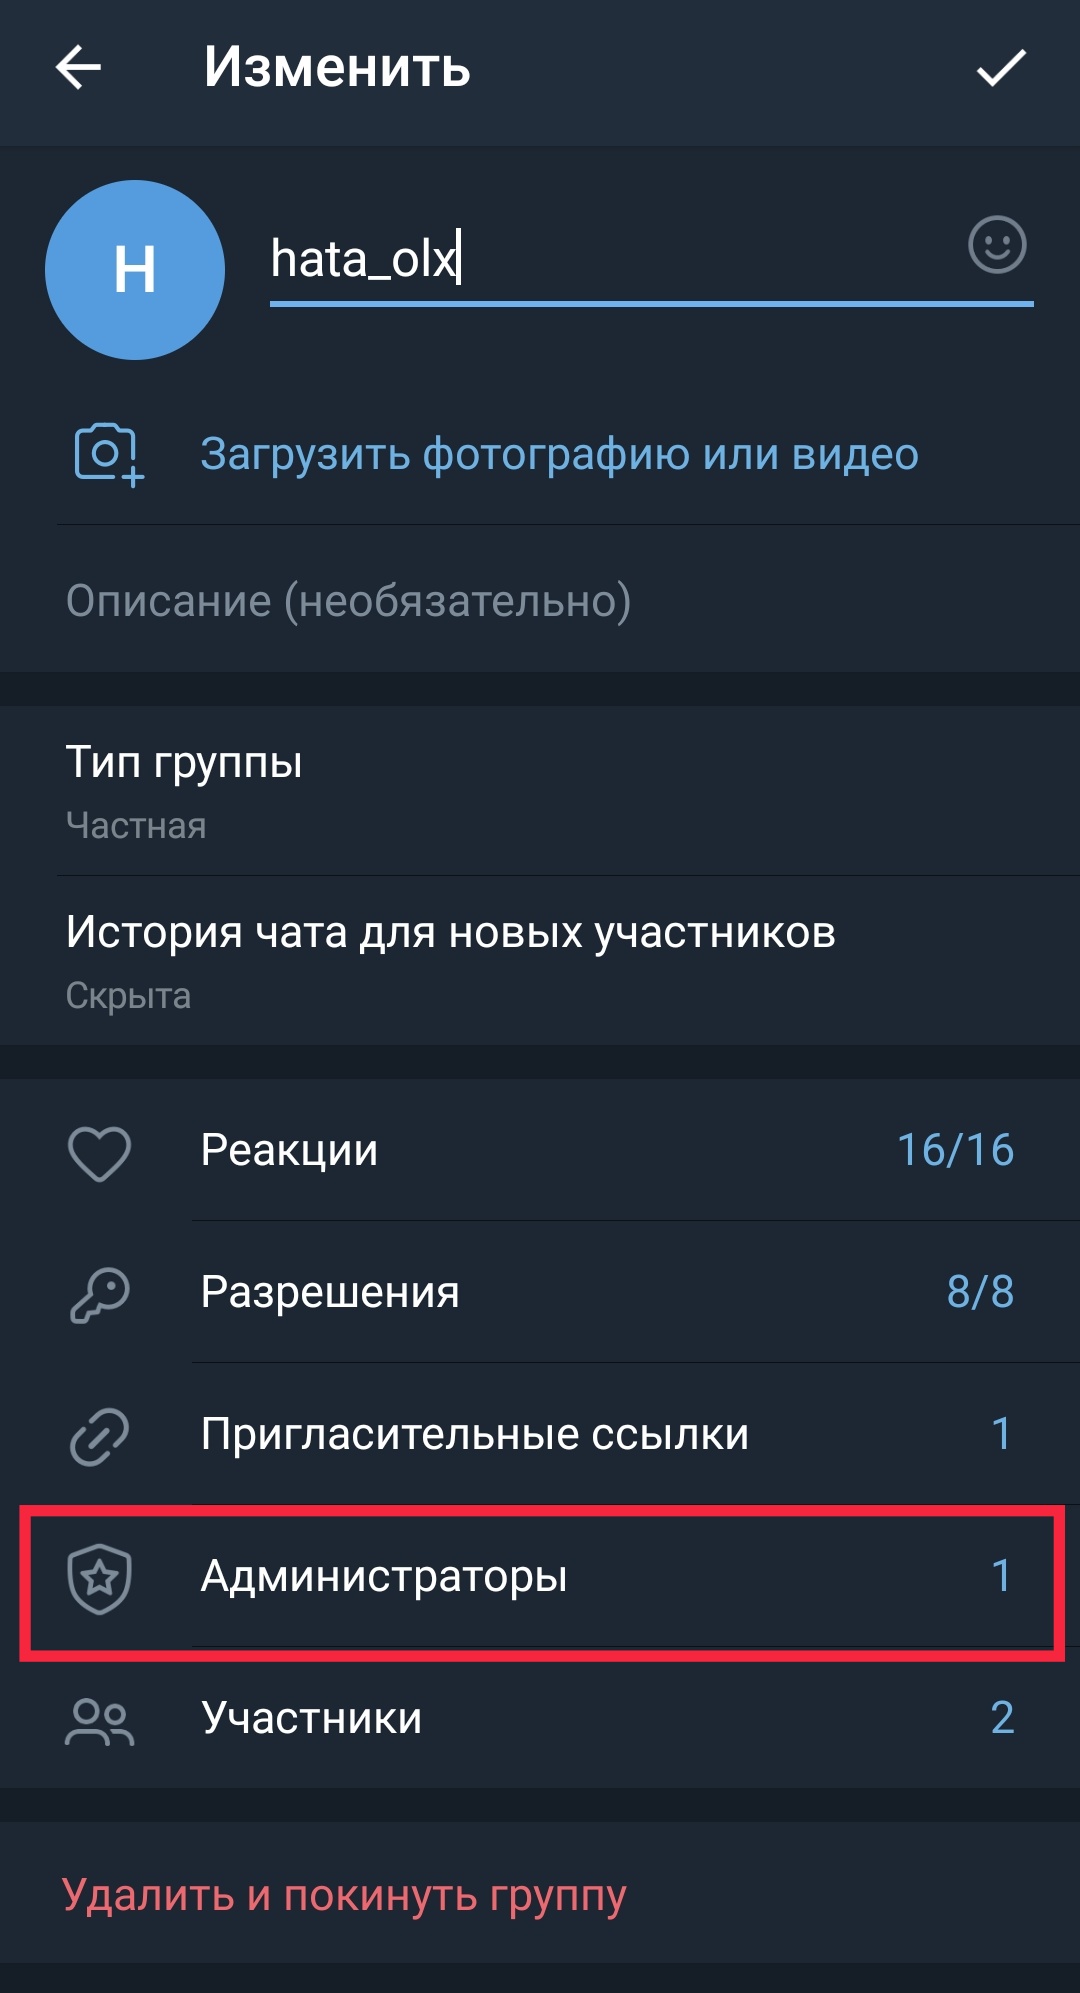 Изменить
H
hata_olx
Загрузить фотографию или видео
Описание (необязательно)
Тип группы
Частная
История чата для новых участников
Скрыта
Реакции 16/16
Разрешения 8/8
Пригласительные ссылки 1
Администраторы 1
Участники 2
Удалить и покинуть группу